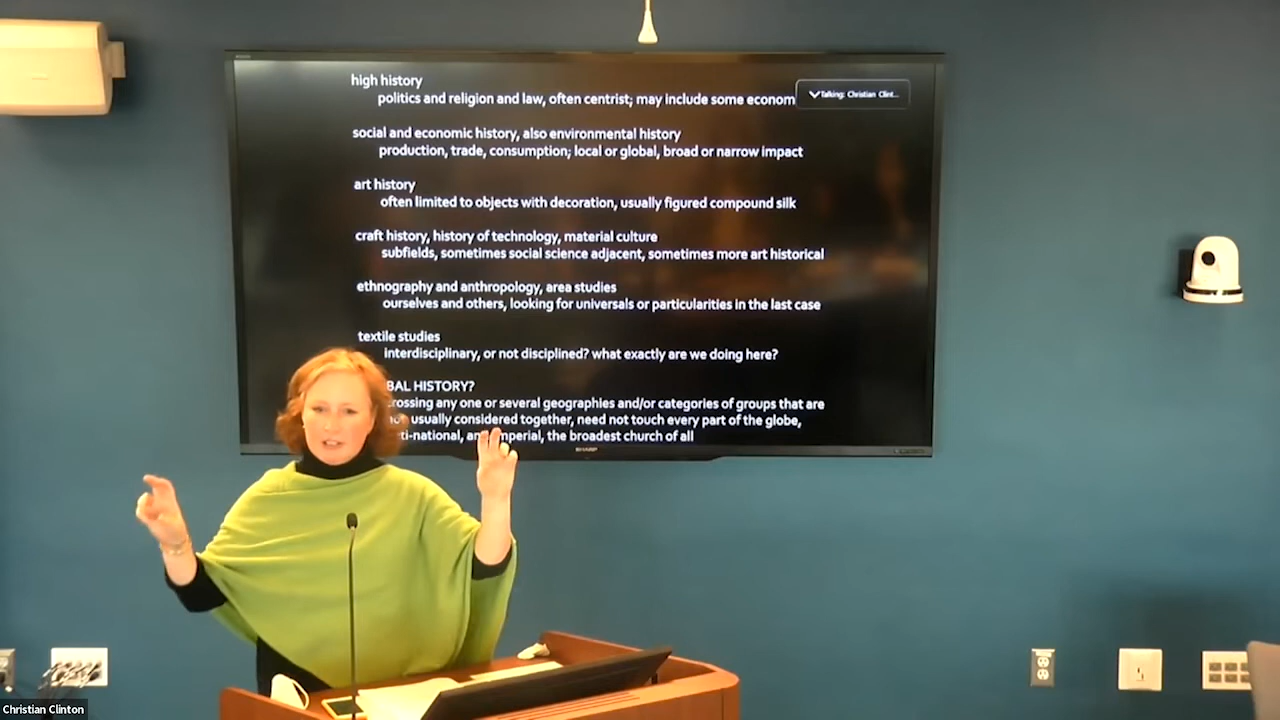 high history
politics and religion and law, often centrist; may include some econom
Talking: Christian Clint...
social and economic history, also environmental history
production, trade, consumption; local or global, broad or narrow impact
art history
often limited to objects with decoration, usually figured compound silk
craft history, history of technology, material culture
subfields, sometimes social science adjacent, sometimes more art historical
ethnography and anthropology, area studies
ourselves and others, looking for universals or particularities in the last case
textile studies
interdisciplinary, or not disciplined? what exactly are we doing here?
BAL HISTORY?
crossing any one or several geographies and/or categories of groups that are
usually considered together, need not touch every part of the globe,
ti-national, imperial, the broadest church of all
SHARP
Christian Clinton